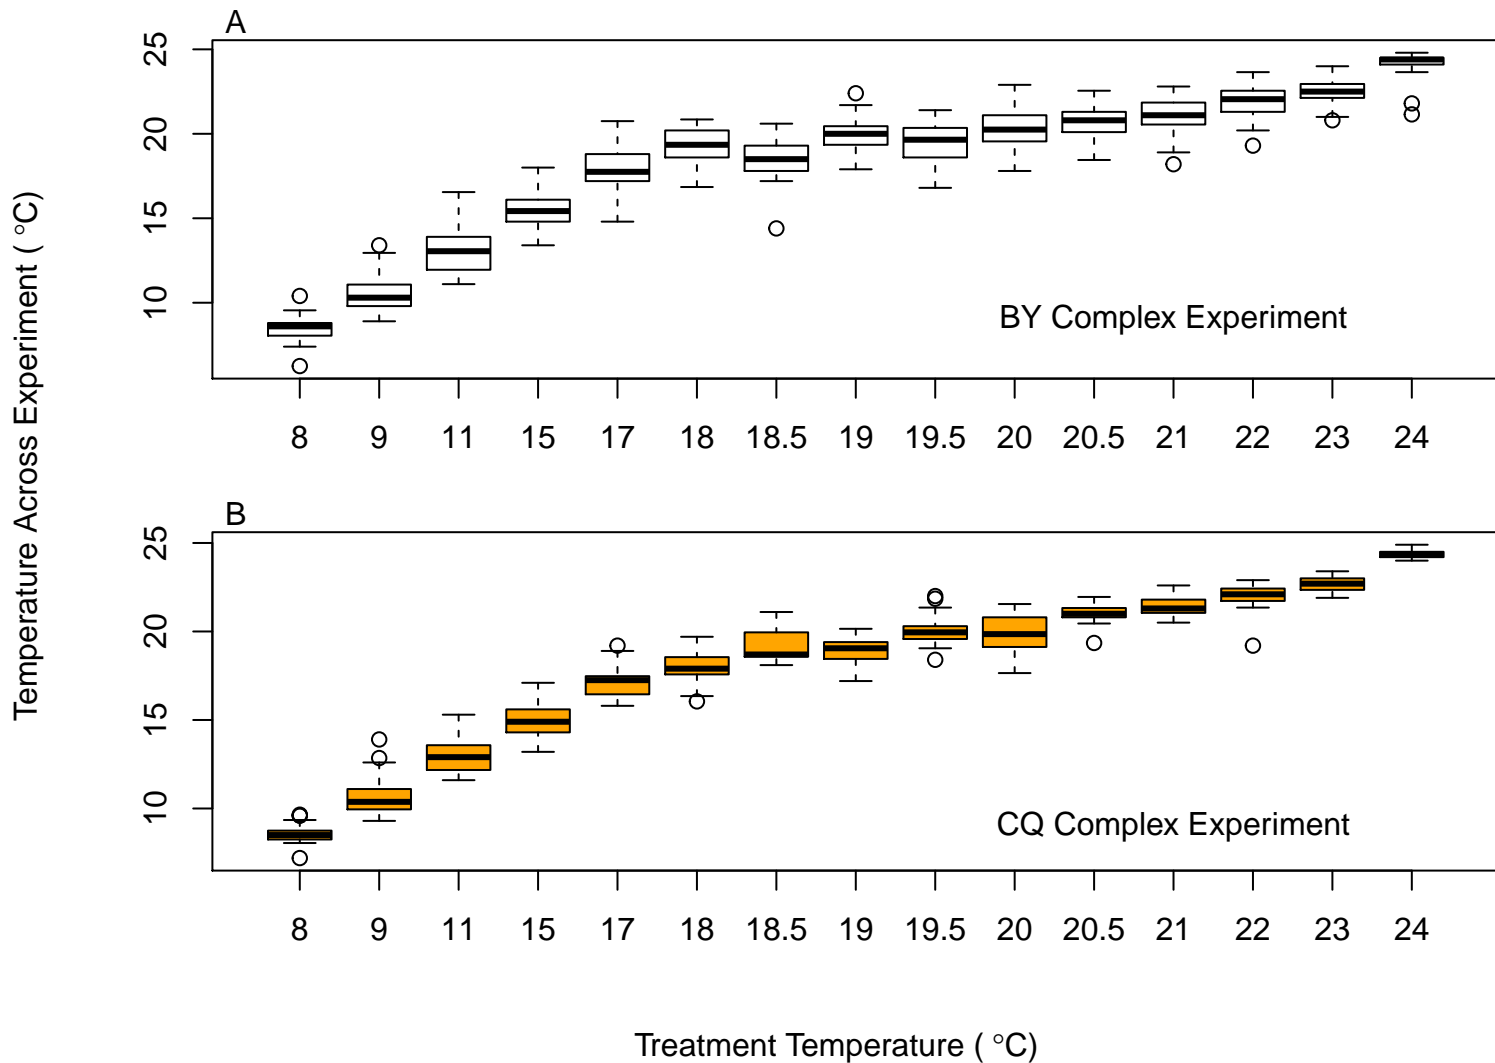 A
25
20
15
10
BY Complex Experiment
8 9 11 15 17 18 18.5 19 19.5 20 20.5 21 22 23 24
Temperature Across Experiment ( °C)
B
25
20
15
10
CQ Complex Experiment
8 9 11 15 17 18 18.5 19 19.5 20 20.5 21 22 23 24
Treatment Temperature ( °C)